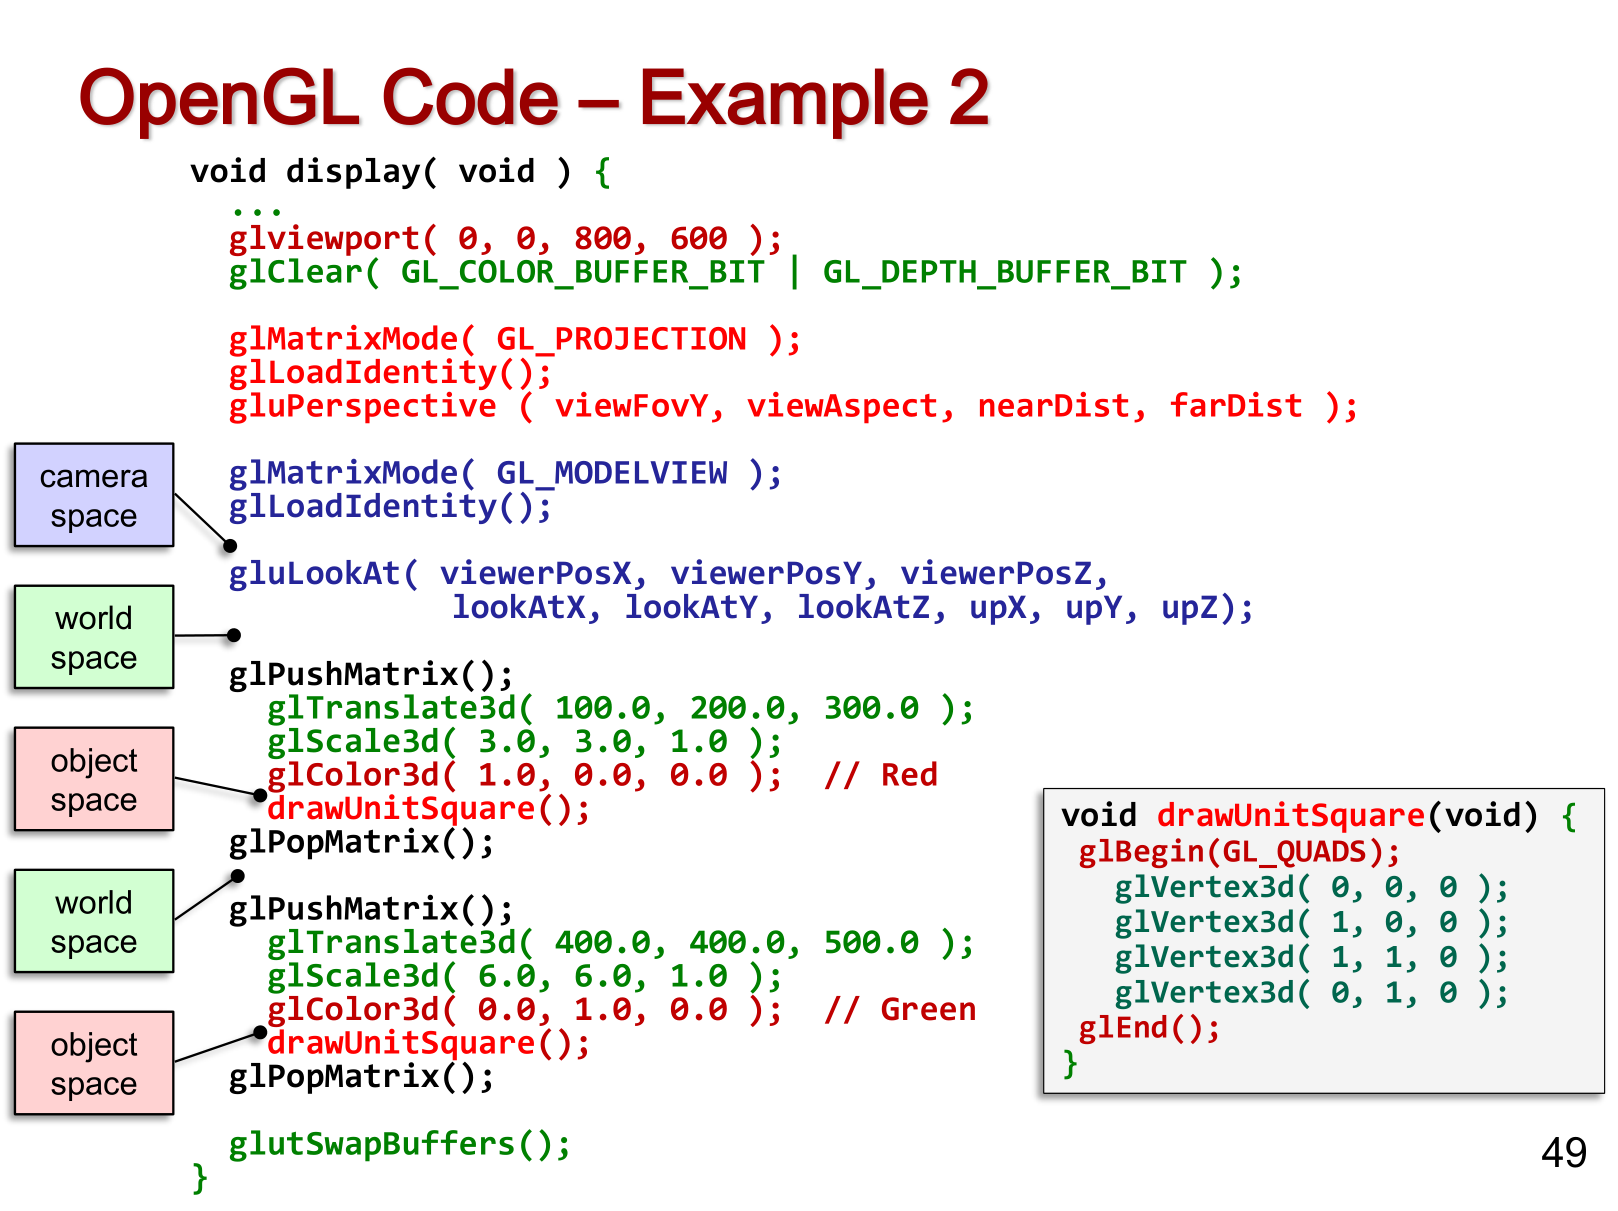 OpenGL Code – Example 2
void display( void ) {
...
glviewport( 0, 0, 800, 600 );
glClear( GL_COLOR_BUFFER_BIT | GL_DEPTH_BUFFER_BIT );
glMatrixMode( GL_PROJECTION );
glLoadIdentity();
gluPerspective ( viewFovY, viewAspect, nearDist, farDist );
camera
space
glMatrixMode( GL_MODELVIEW );
glLoadIdentity();
gluLookAt( viewerPosX, viewerPosY, viewerPosZ,
lookAtX, lookAtY, lookAtZ, upX, upY, upZ);
world
space
glPushMatrix();
glTranslate3d( 100.0, 200.0, 300.0 );
glScale3d( 3.0, 3.0, 1.0 );
glColor3d( 1.0, 0.0, 0.0 );  // Red
object
space
drawUnitSquare();
glPopMatrix();
world
space
glPushMatrix();
glTranslate3d( 400.0, 400.0, 500.0 );
glScale3d( 6.0, 6.0, 1.0 );
glColor3d( 0.0, 1.0, 0.0 );  // Green
object
space
drawUnitSquare();
glPopMatrix();
glutSwapBuffers();
}
void drawUnitSquare(void) {
glBegin(GL_QUADS);
glVertex3d( 0, 0, 0 );
glVertex3d( 1, 0, 0 );
glVertex3d( 1, 1, 0 );
glVertex3d( 0, 1, 0 );
glEnd();
}
49